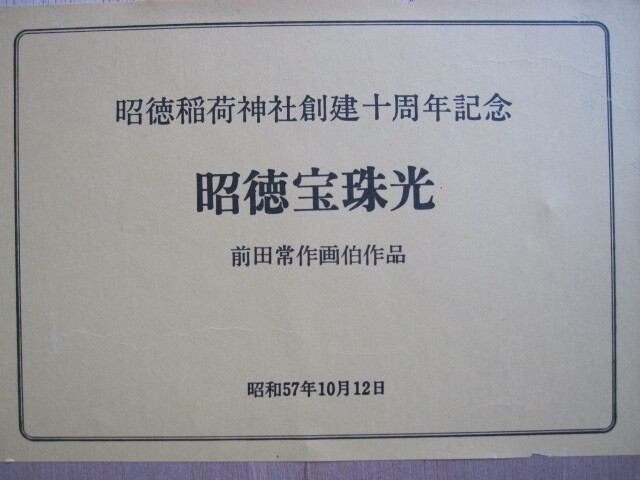 昭徳稲荷神社創建十周年記念
昭徳宝珠光
前田常作画伯作品
昭和57年10月12日